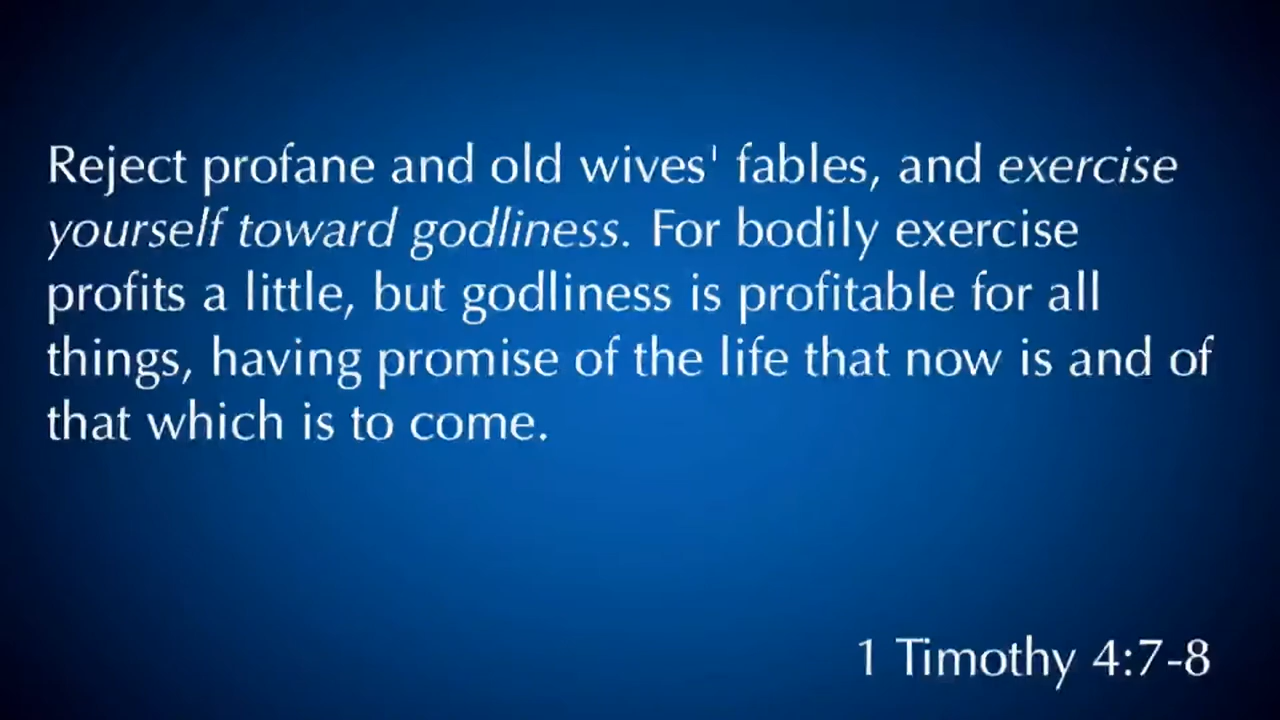 Reject profane and old wives' fables, and exercise
yourself toward godliness. For bodily exercise
profits a little, but godliness is profitable for all
things, having promise of the life that now is and of
that which is to come.
1 Timothy 4:7-8